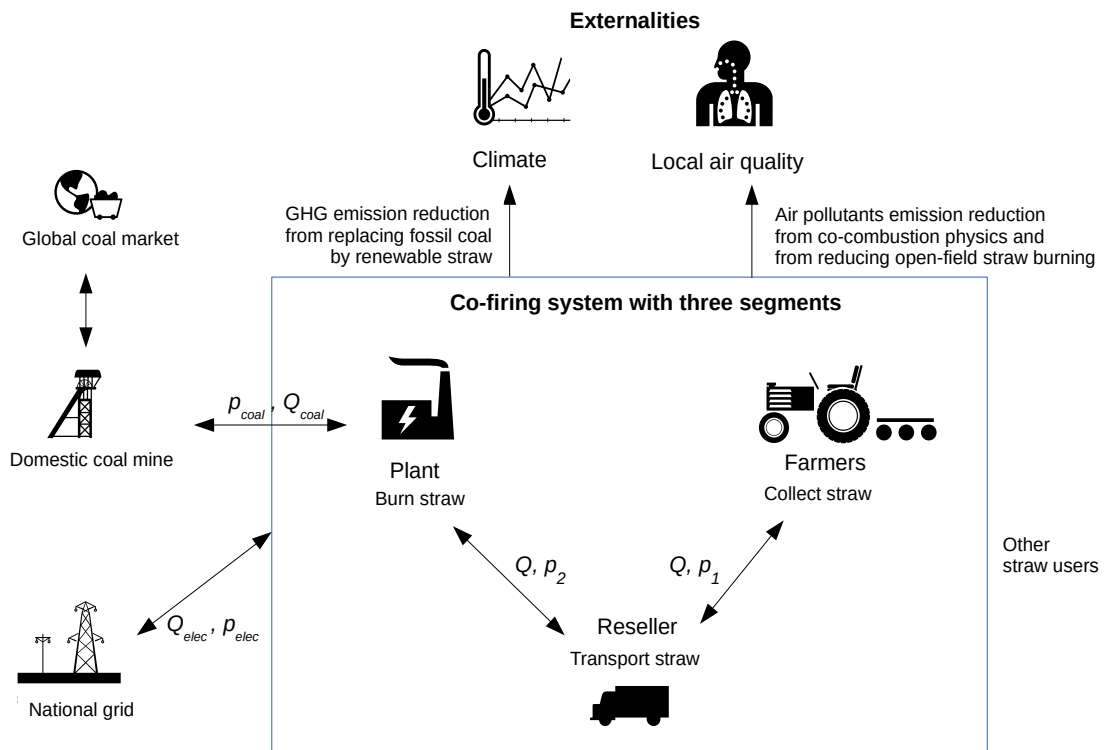 Externalities
Climate
Local air quality
Global coal market
GHG emission reduction
from replacing fossil coal
by renewable straw
Air pollutants emission reduction
from co-combustion physics and
from reducing open-field straw burning
Co-firing system with three segments
p_coal , Q_coal
Domestic coal mine
Plant
Burn straw
Farmers
Collect straw
Other
straw users
Q, p_2
Q, p_1
Q_elec , p_elec
Reseller
Transport straw
National grid